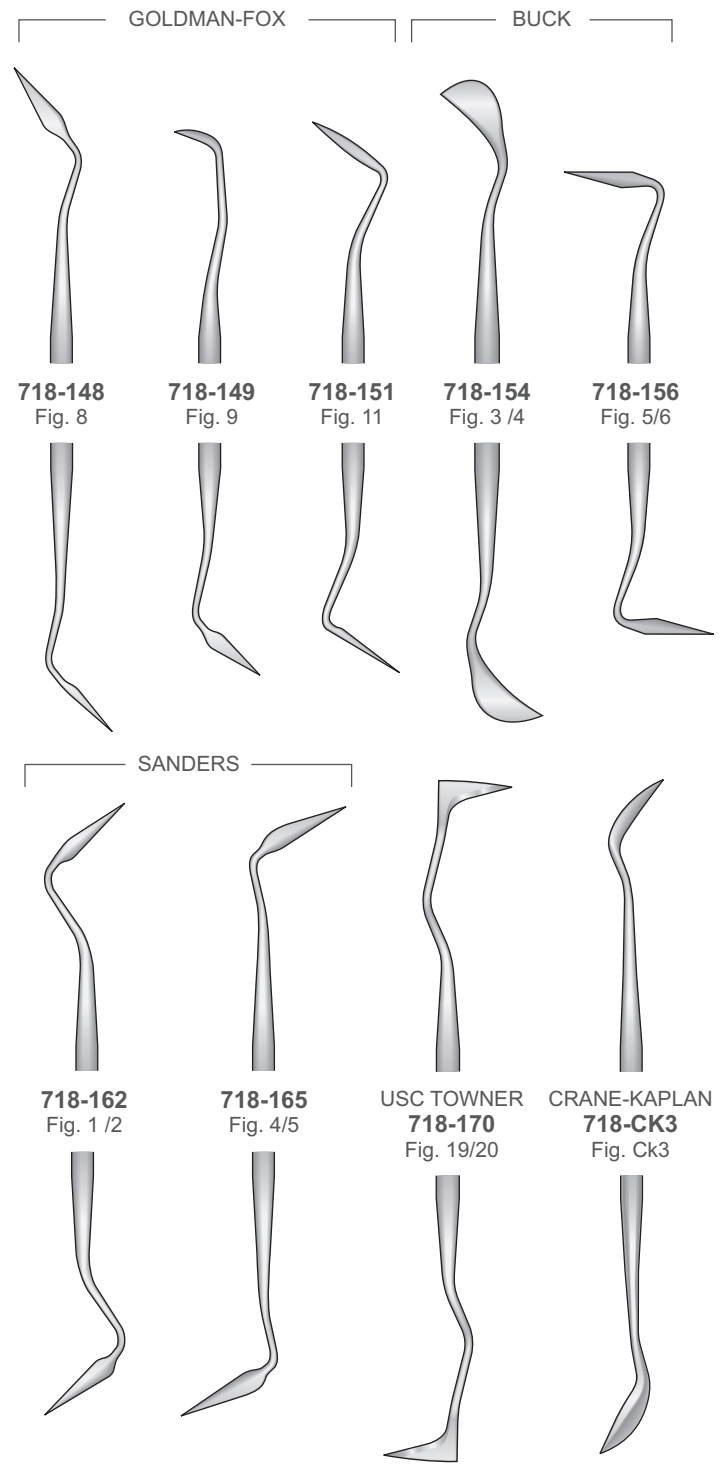 GOLDMAN-FOX
BUCK
718-148
Fig. 8
718-149
Fig. 9
718-151
Fig. 11
718-154
Fig. 3 /4
718-156
Fig. 5/6
SANDERS
718-162
Fig. 1 /2
718-165
Fig. 4/5
USC TOWNER
718-170
Fig. 19/20
CRANE-KAPLAN
718-CK3
Fig. Ck3